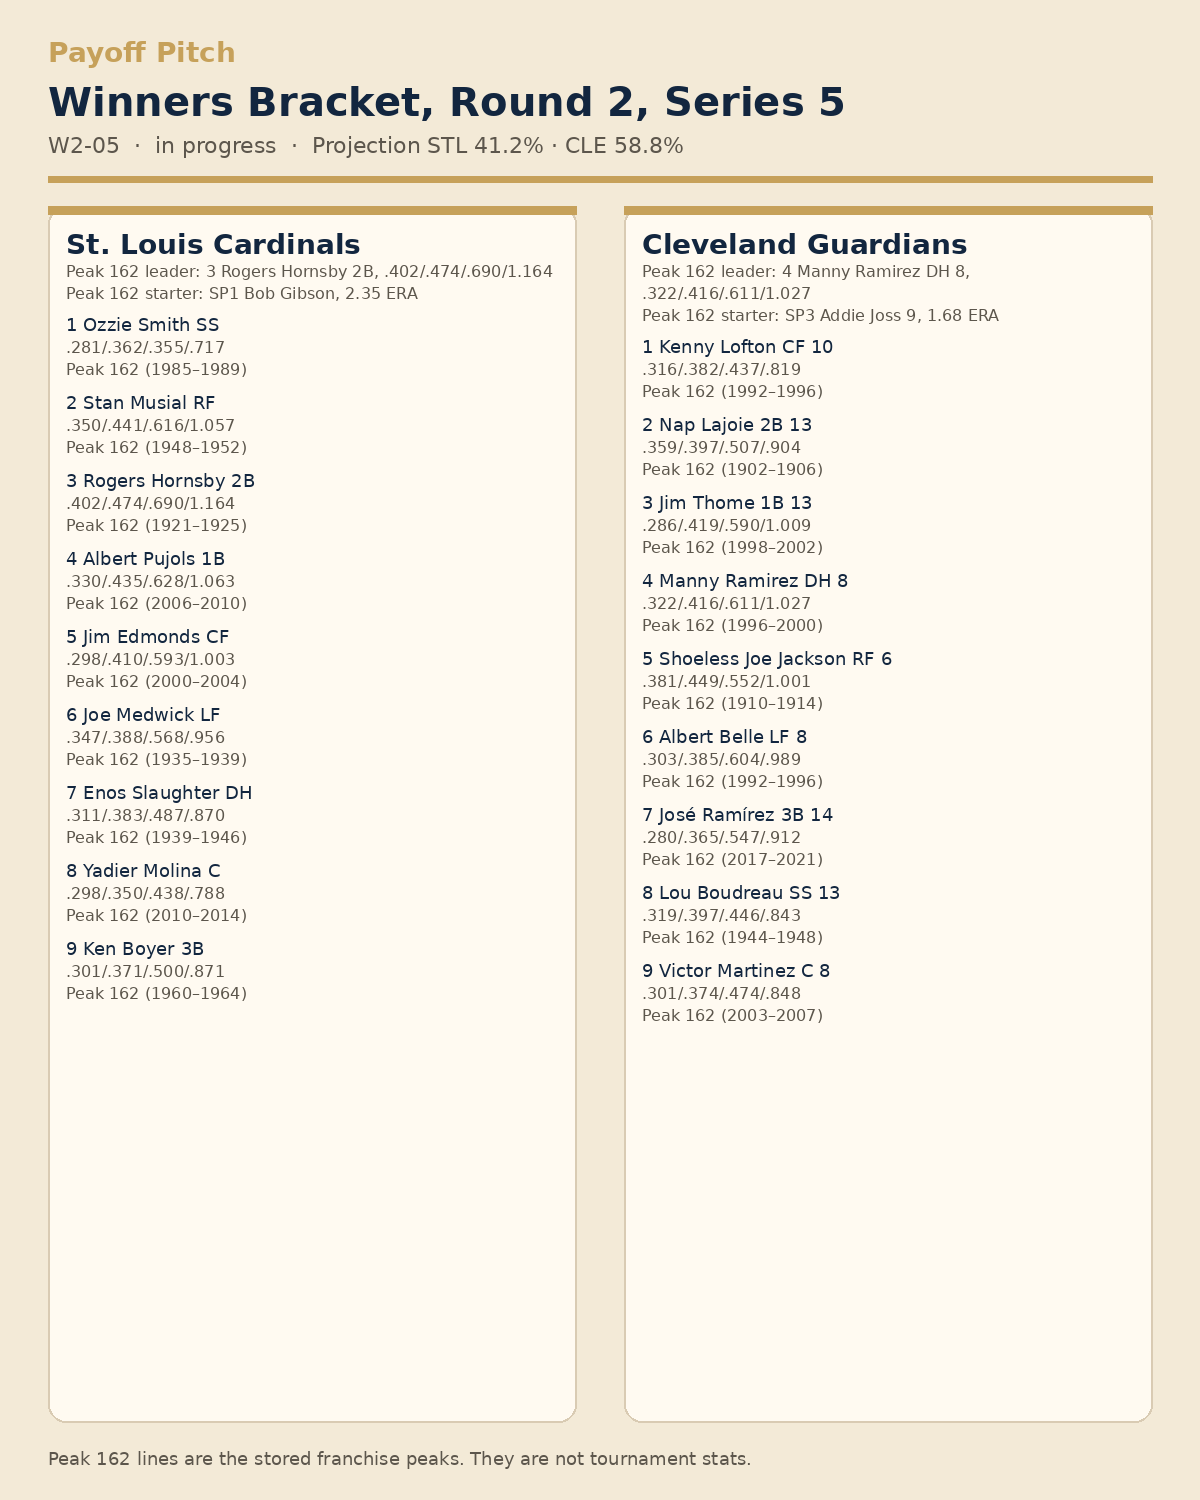 Payoff Pitch
Winners Bracket, Round 2, Series 5
W2-05 · in progress · Projection STL 41.2% · CLE 58.8%
St. Louis Cardinals
Peak 162 leader: 3 Rogers Hornsby 2B, .402/.474/.690/1.164
Peak 162 starter: SP1 Bob Gibson, 2.35 ERA
1 Ozzie Smith SS
.281/.362/.355/.717
Peak 162 (1985–1989)
2 Stan Musial RF
.350/.441/.616/1.057
Peak 162 (1948–1952)
3 Rogers Hornsby 2B
.402/.474/.690/1.164
Peak 162 (1921–1925)
4 Albert Pujols 1B
.330/.435/.628/1.063
Peak 162 (2006–2010)
5 Jim Edmonds CF
.298/.410/.593/1.003
Peak 162 (2000–2004)
6 Joe Medwick LF
.347/.388/.568/.956
Peak 162 (1935–1939)
7 Enos Slaughter DH
.311/.383/.487/.870
Peak 162 (1939–1946)
8 Yadier Molina C
.298/.350/.438/.788
Peak 162 (2010–2014)
9 Ken Boyer 3B
.301/.371/.500/.871
Peak 162 (1960–1964)
Cleveland Guardians
Peak 162 leader: 4 Manny Ramirez DH 8,
.322/.416/.611/1.027
Peak 162 starter: SP3 Addie Joss 9, 1.68 ERA
1 Kenny Lofton CF 10
.316/.382/.437/.819
Peak 162 (1992–1996)
2 Nap Lajoie 2B 13
.359/.397/.507/.904
Peak 162 (1902–1906)
3 Jim Thome 1B 13
.286/.419/.590/1.009
Peak 162 (1998–2002)
4 Manny Ramirez DH 8
.322/.416/.611/1.027
Peak 162 (1996–2000)
5 Shoeless Joe Jackson RF 6
.381/.449/.552/1.001
Peak 162 (1910–1914)
6 Albert Belle LF 8
.303/.385/.604/.989
Peak 162 (1992–1996)
7 José Ramírez 3B 14
.280/.365/.547/.912
Peak 162 (2017–2021)
8 Lou Boudreau SS 13
.319/.397/.446/.843
Peak 162 (1944–1948)
9 Victor Martinez C 8
.301/.374/.474/.848
Peak 162 (2003–2007)
Peak 162 lines are the stored franchise peaks. They are not tournament stats.